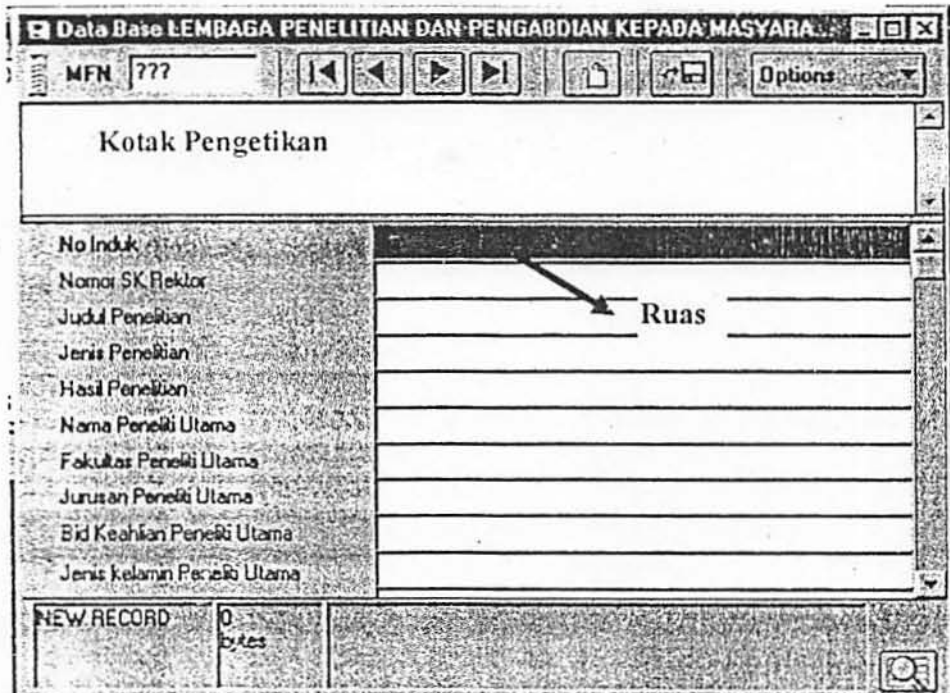 Data Base LEMBAGA PENELITIAN DAN PENGABDIAN KEPADA MASYARA...
MFN ??? Options
Kotak Pengetikan
No Induk
Nomor SK Rektor
Ruas
Judul Penelitian
Jenis Penelitian
Hasil Penelitian
Nama Peneliti Utama
Fakultas Peneliti Utama
Jurusan Peneliti Utama
Bid Keahlian Peneliti Utama
Jenis kelamin Peneliti Utama
NEW RECORD 0
bytes